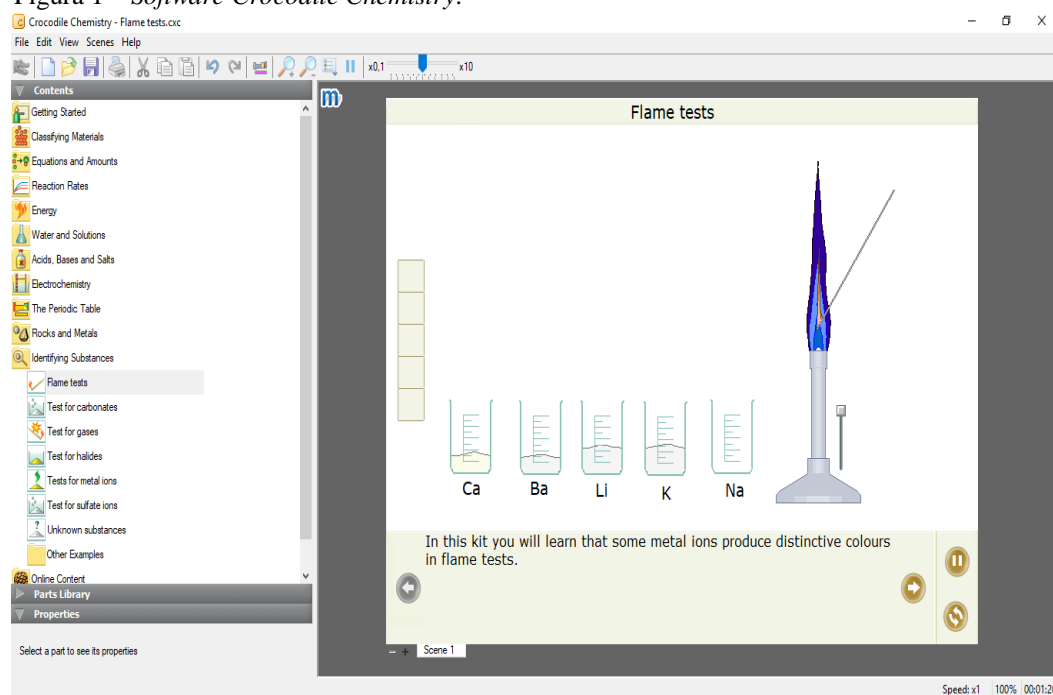 Figura 1 – Software Crocodile Chemistry.
Crocodile Chemistry - Flame tests.cxc
File Edit View Scenes Help
x0.1 x10
Contents
Getting Started
Classifying Materials
Equations and Amounts
Reaction Rates
Energy
Water and Solutions
Acids, Bases and Salts
Electrochemistry
The Periodic Table
Rocks and Metals
Identifying Substances
Flame tests
Test for carbonates
Test for gases
Test for halides
Tests for metal ions
Test for sulfate ions
Unknown substances
Other Examples
Online Content
Parts Library
Properties
Select a part to see its properties
m
Flame tests
Ca Ba Li K Na
In this kit you will learn that some metal ions produce distinctive colours
in flame tests.
Scene 1
Speed: x1 100%